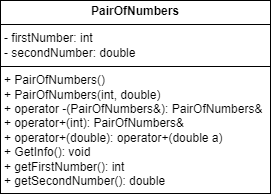 PairOfNumbers
- firstNumber: int
- secondNumber: double
+ PairOfNumbers()
+ PairOfNumbers(int, double)
+ operator -(PairOfNumbers&): PairOfNumbers&
+ operator+(int): PairOfNumbers&
+ operator+(double): operator+(double a)
+ GetInfo(): void
+ getFirstNumber(): int
+ getSecondNumber(): double